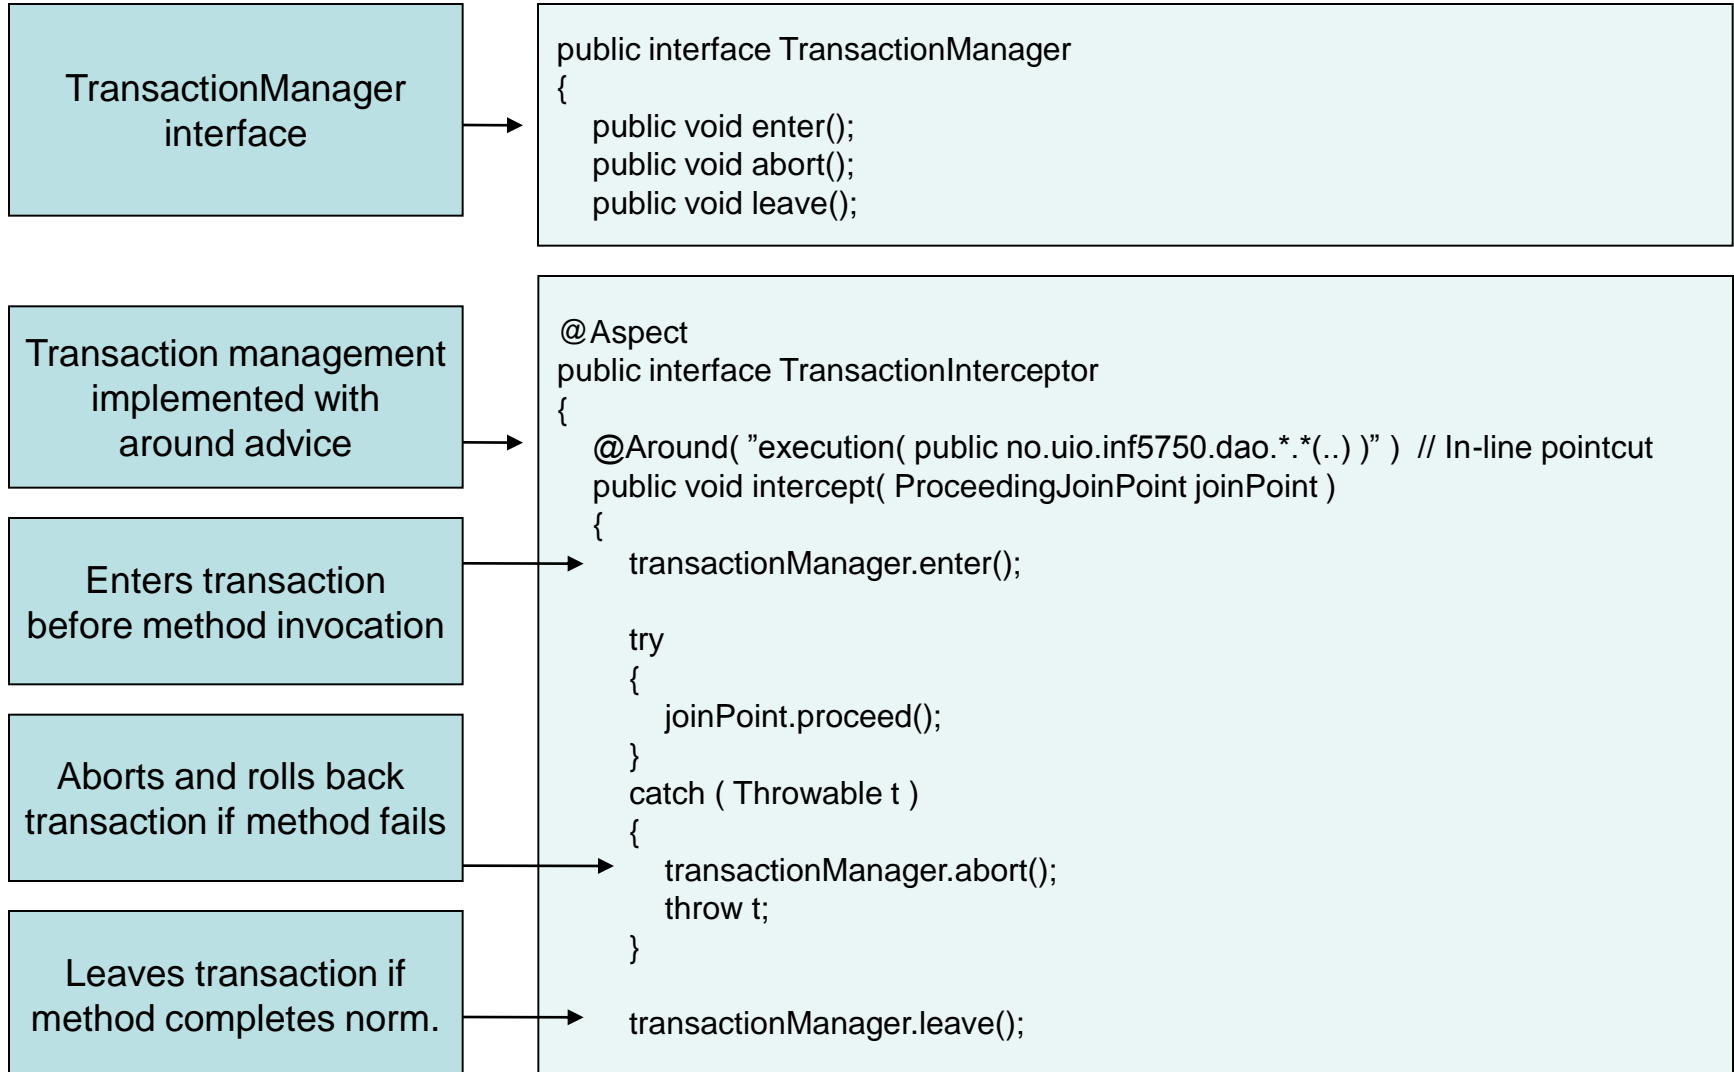 TransactionManager
interface
public interface TransactionManager
{
public void enter();
public void abort();
public void leave();
Transaction management
implemented with
around advice
Enters transaction
before method invocation
Aborts and rolls back
transaction if method fails
Leaves transaction if
method completes norm.
@Aspect
public interface TransactionInterceptor
{
@Around( ”execution( public no.uio.inf5750.dao.*.*(..) )” ) // In-line pointcut
public void intercept( ProceedingJoinPoint joinPoint )
{
transactionManager.enter();
try
{
joinPoint.proceed();
}
catch ( Throwable t )
{
transactionManager.abort();
throw t;
}
transactionManager.leave();